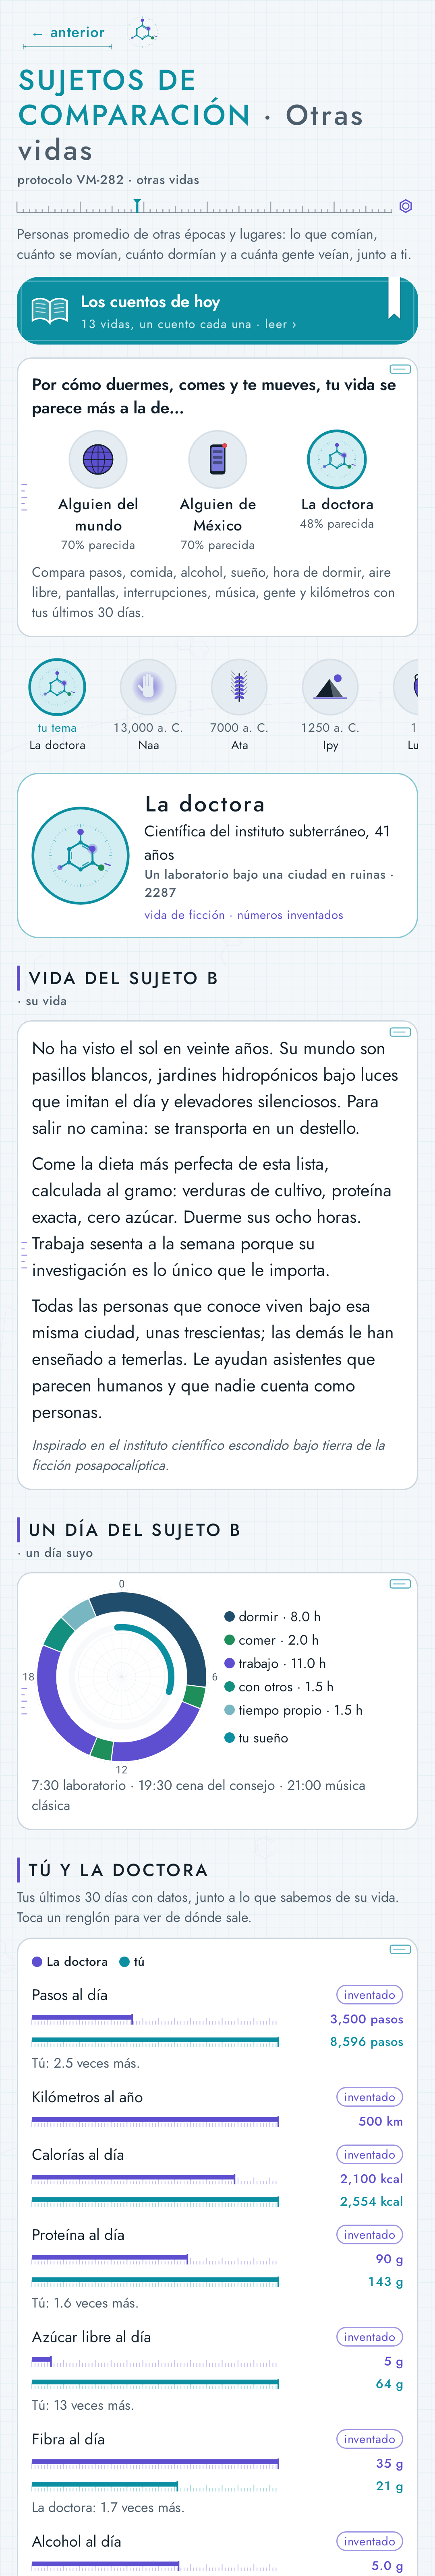 ← anterior
SUJETOS DE
COMPARACIÓN · Otras
vidas
protocolo VM-282 · otras vidas
Personas promedio de otras épocas y lugares: lo que comían,
cuánto se movían, cuánto dormían y a cuánta gente veían, junto a ti.
Los cuentos de hoy
13 vidas, un cuento cada una · leer ›
Por cómo duermes, comes y te mueves, tu vida se
parece más a la de...
Alguien del
mundo
70% parecida
Alguien de
México
70% parecida
La doctora
48% parecida
Compara pasos, comida, alcohol, sueño, hora de dormir, aire
libre, pantallas, interrupciones, música, gente y kilómetros con
tus últimos 30 días.
tu tema
La doctora
13,000 a. C.
Naa
7000 a. C.
Ata
1250 a. C.
Ipy
1
Lu
La doctora
Científica del instituto subterráneo, 41
años
Un laboratorio bajo una ciudad en ruinas ·
2287
vida de ficción · números inventados
VIDA DEL SUJETO B
· su vida
No ha visto el sol en veinte años. Su mundo son
pasillos blancos, jardines hidropónicos bajo luces
que imitan el día y elevadores silenciosos. Para
salir no camina: se transporta en un destello.
Come la dieta más perfecta de esta lista,
calculada al gramo: verduras de cultivo, proteína
exacta, cero azúcar. Duerme sus ocho horas.
Trabaja sesenta a la semana porque su
investigación es lo único que le importa.
Todas las personas que conoce viven bajo esa
misma ciudad, unas trescientas; las demás le han
enseñado a temerlas. Le ayudan asistentes que
parecen humanos y que nadie cuenta como
personas.
Inspirado en el instituto científico escondido bajo tierra de la
ficción posapocalíptica.
UN DÍA DEL SUJETO B
· un día suyo
0
6
12
18
dormir · 8.0 h
comer · 2.0 h
trabajo · 11.0 h
con otros · 1.5 h
tiempo propio · 1.5 h
tu sueño
7:30 laboratorio · 19:30 cena del consejo · 21:00 música
clásica
TÚ Y LA DOCTORA
Tus últimos 30 días con datos, junto a lo que sabemos de su vida.
Toca un renglón para ver de dónde sale.
La doctora tú
Pasos al día inventado
3,500 pasos
8,596 pasos
Tú: 2.5 veces más.
Kilómetros al año inventado
500 km
Calorías al día inventado
2,100 kcal
2,554 kcal
Proteína al día inventado
90 g
143 g
Tú: 1.6 veces más.
Azúcar libre al día inventado
5 g
64 g
Tú: 13 veces más.
Fibra al día inventado
35 g
21 g
La doctora: 1.7 veces más.
Alcohol al día inventado
5.0 g